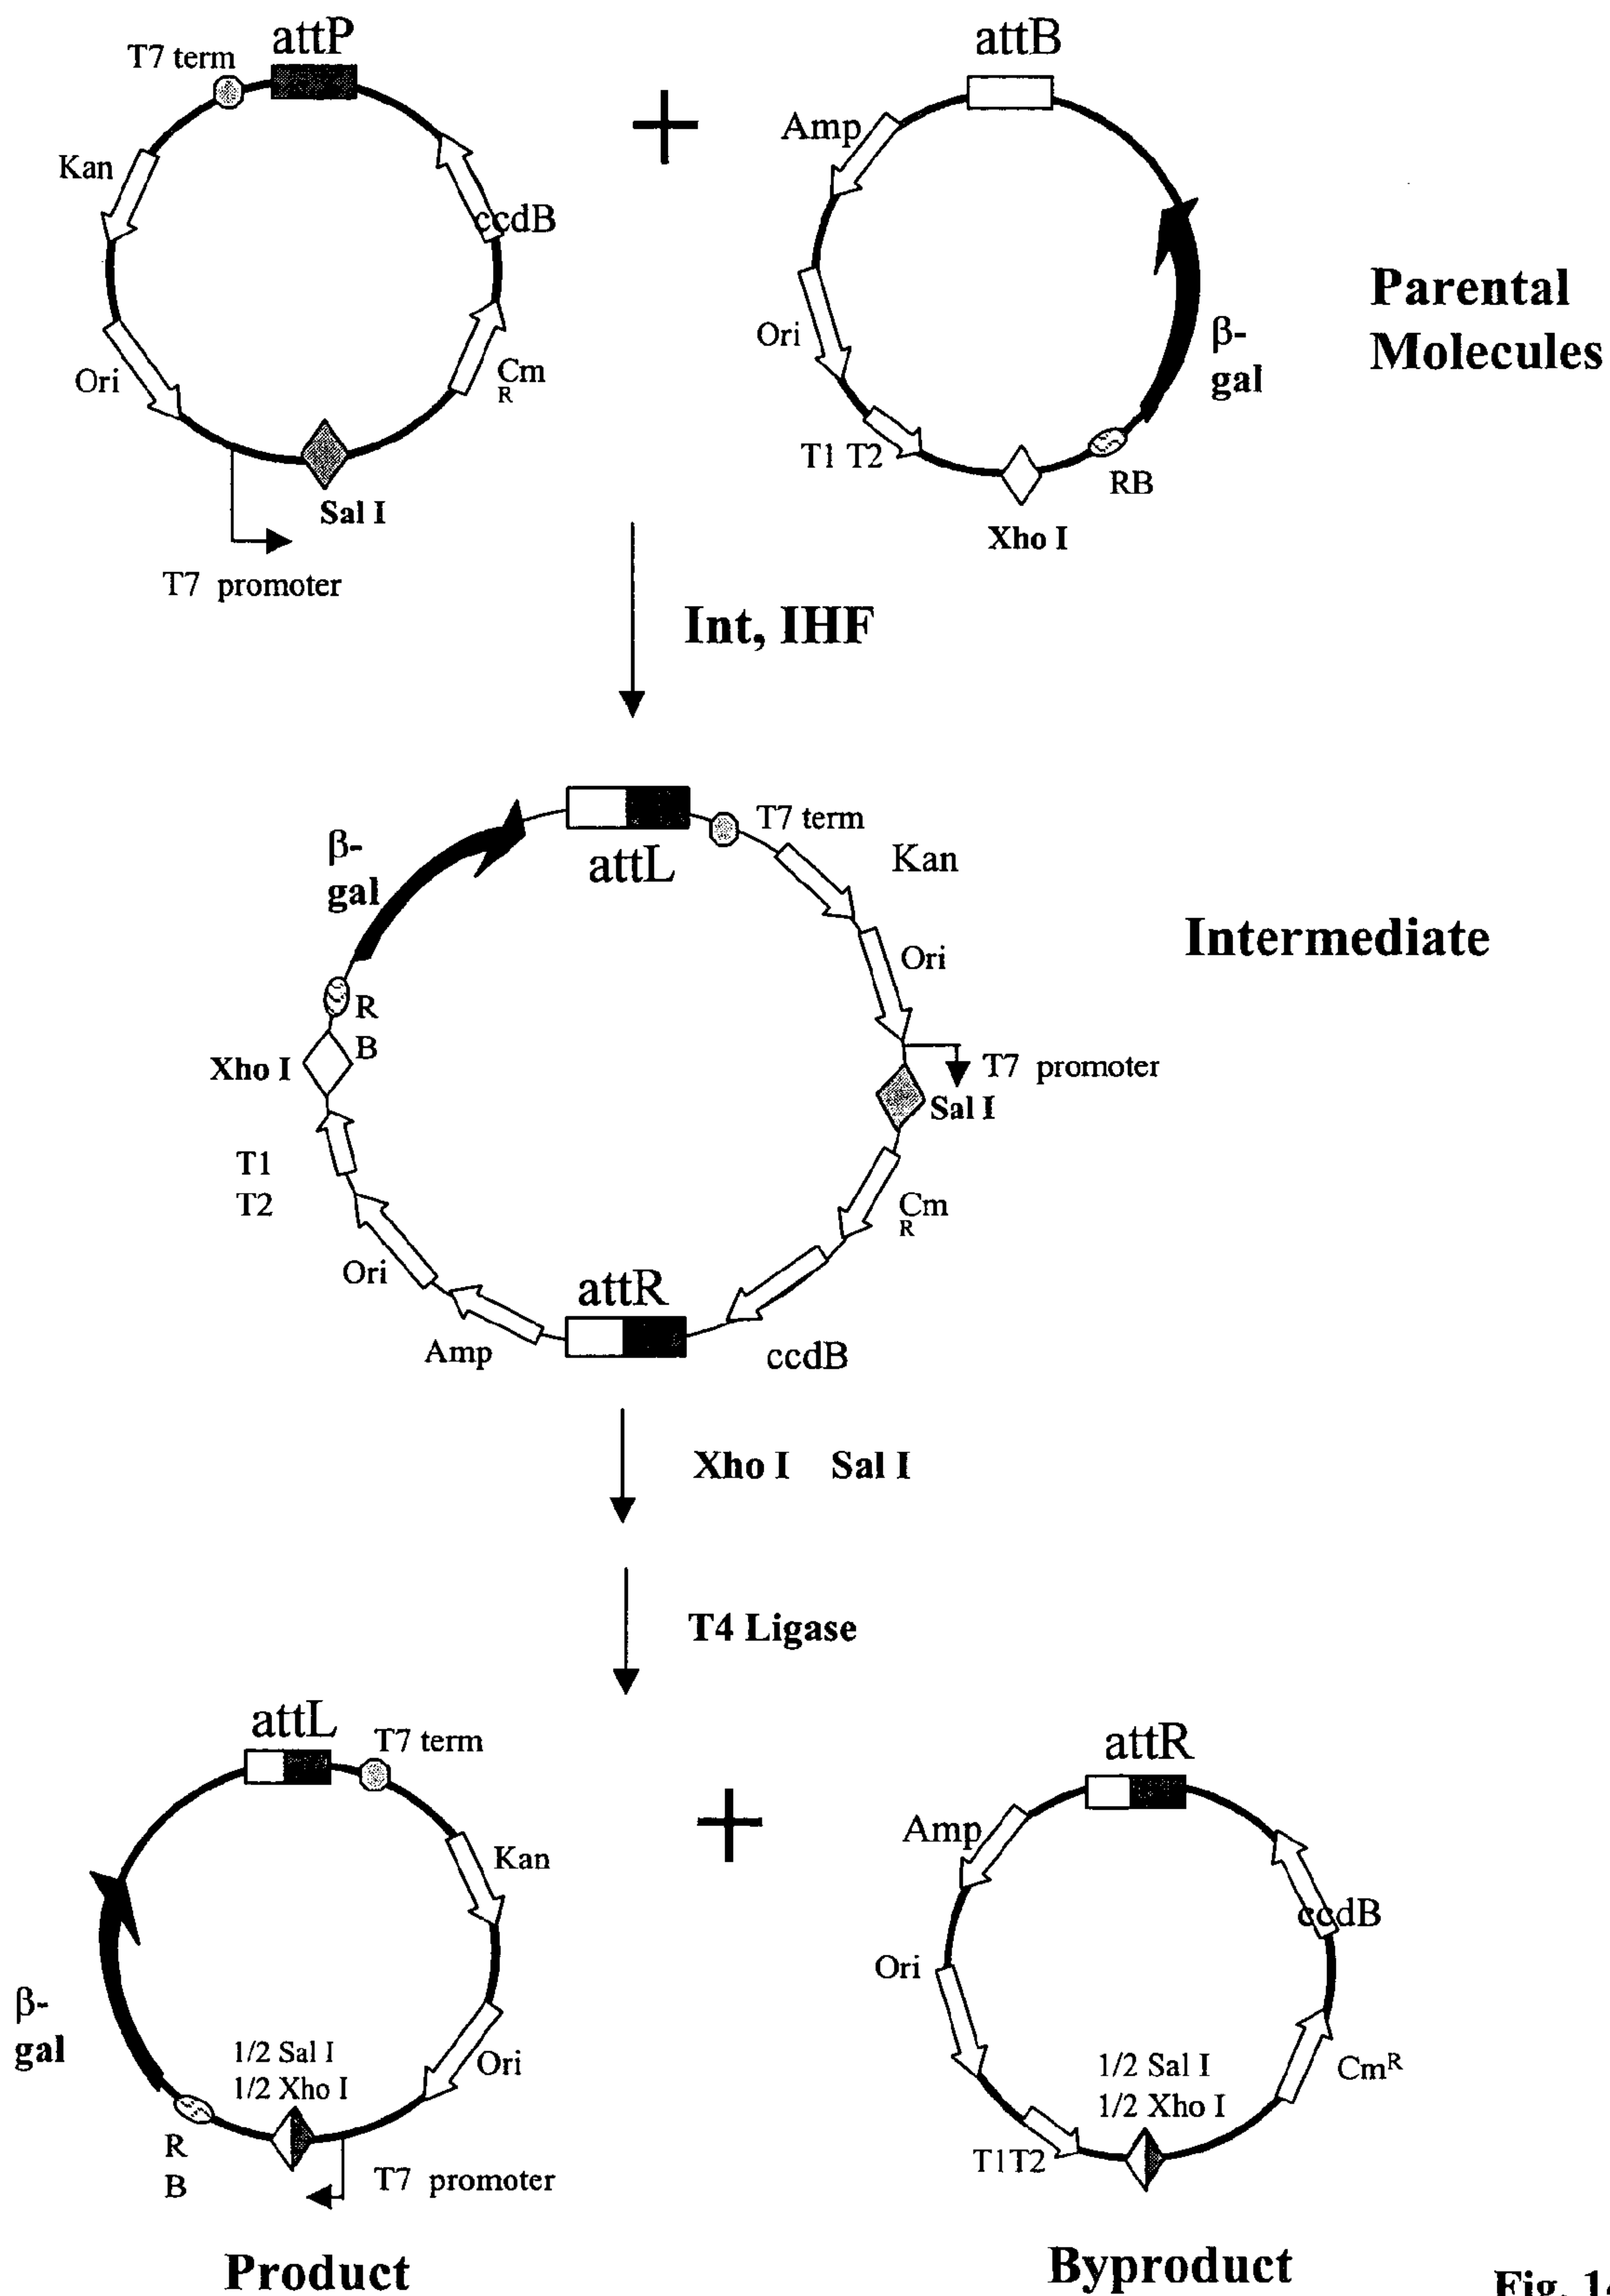 attP
T7 term
Kan
ccdB
Ori
Cm
R
Sal I
T7 promoter
+
attB
Amp
Ori
β-
gal
T1 T2
RB
Xho I
Parental
Molecules
Int, IHF
attL
T7 term
Kan
β-
gal
Ori
R
B
Xho I
T7 promoter
Sal I
T1
T2
Cm
R
Ori
attR
Amp
ccdB
Intermediate
Xho I Sal I
T4 Ligase
attL
T7 term
Kan
β-
gal
1/2 Sal I
1/2 Xho I
Ori
R
B
T7 promoter
Product
+
attR
Amp
ccdB
Ori
1/2 Sal I
1/2 Xho I
CmR
T1T2
Byproduct
Fig.